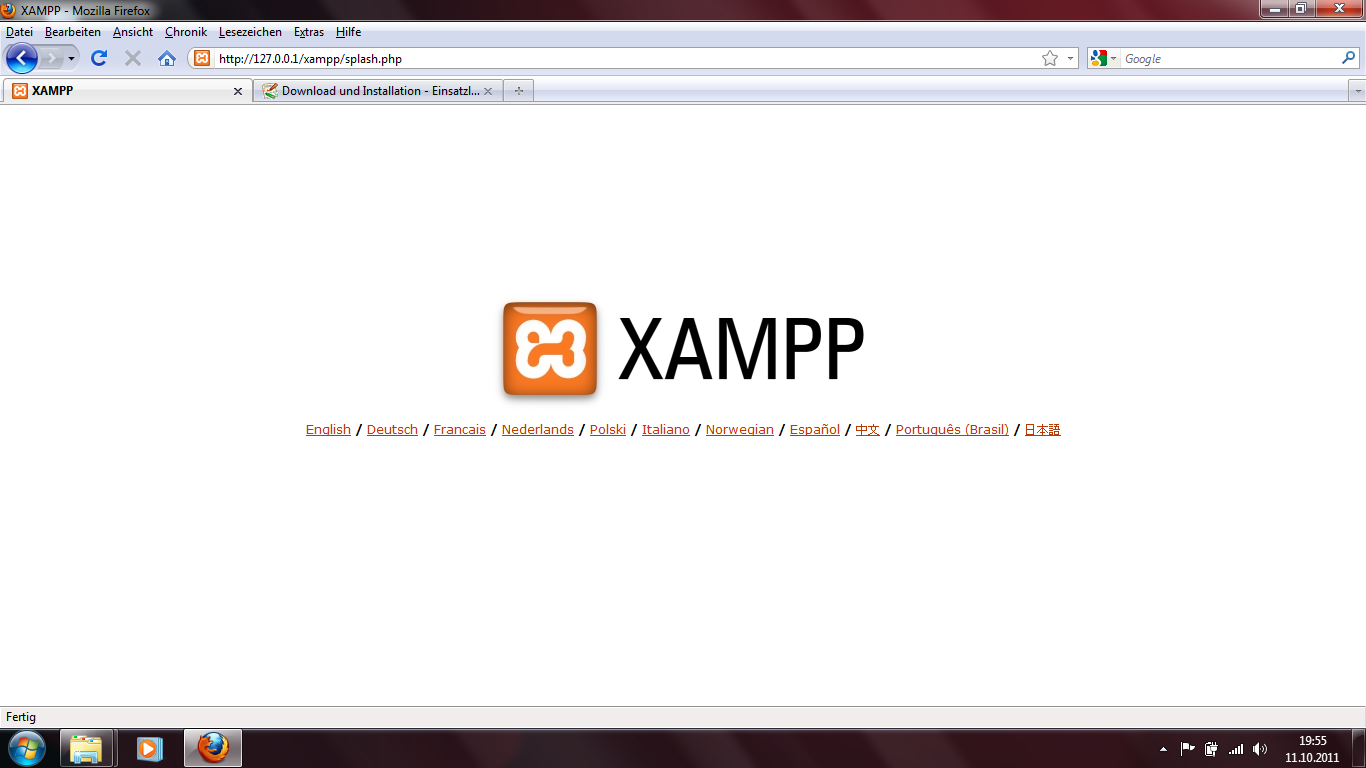 XAMPP - Mozilla Firefox
Datei Bearbeiten Ansicht Chronik Lesezeichen Extras Hilfe
http://127.0.0.1/xampp/splash.php Google
XAMPP Download und Installation - Einsatzl...
XAMPP
English / Deutsch / Francais / Nederlands / Polski / Italiano / Norwegian / Español / 中文 / Português (Brasil) / 日本語
Fertig
19:55
11.10.2011